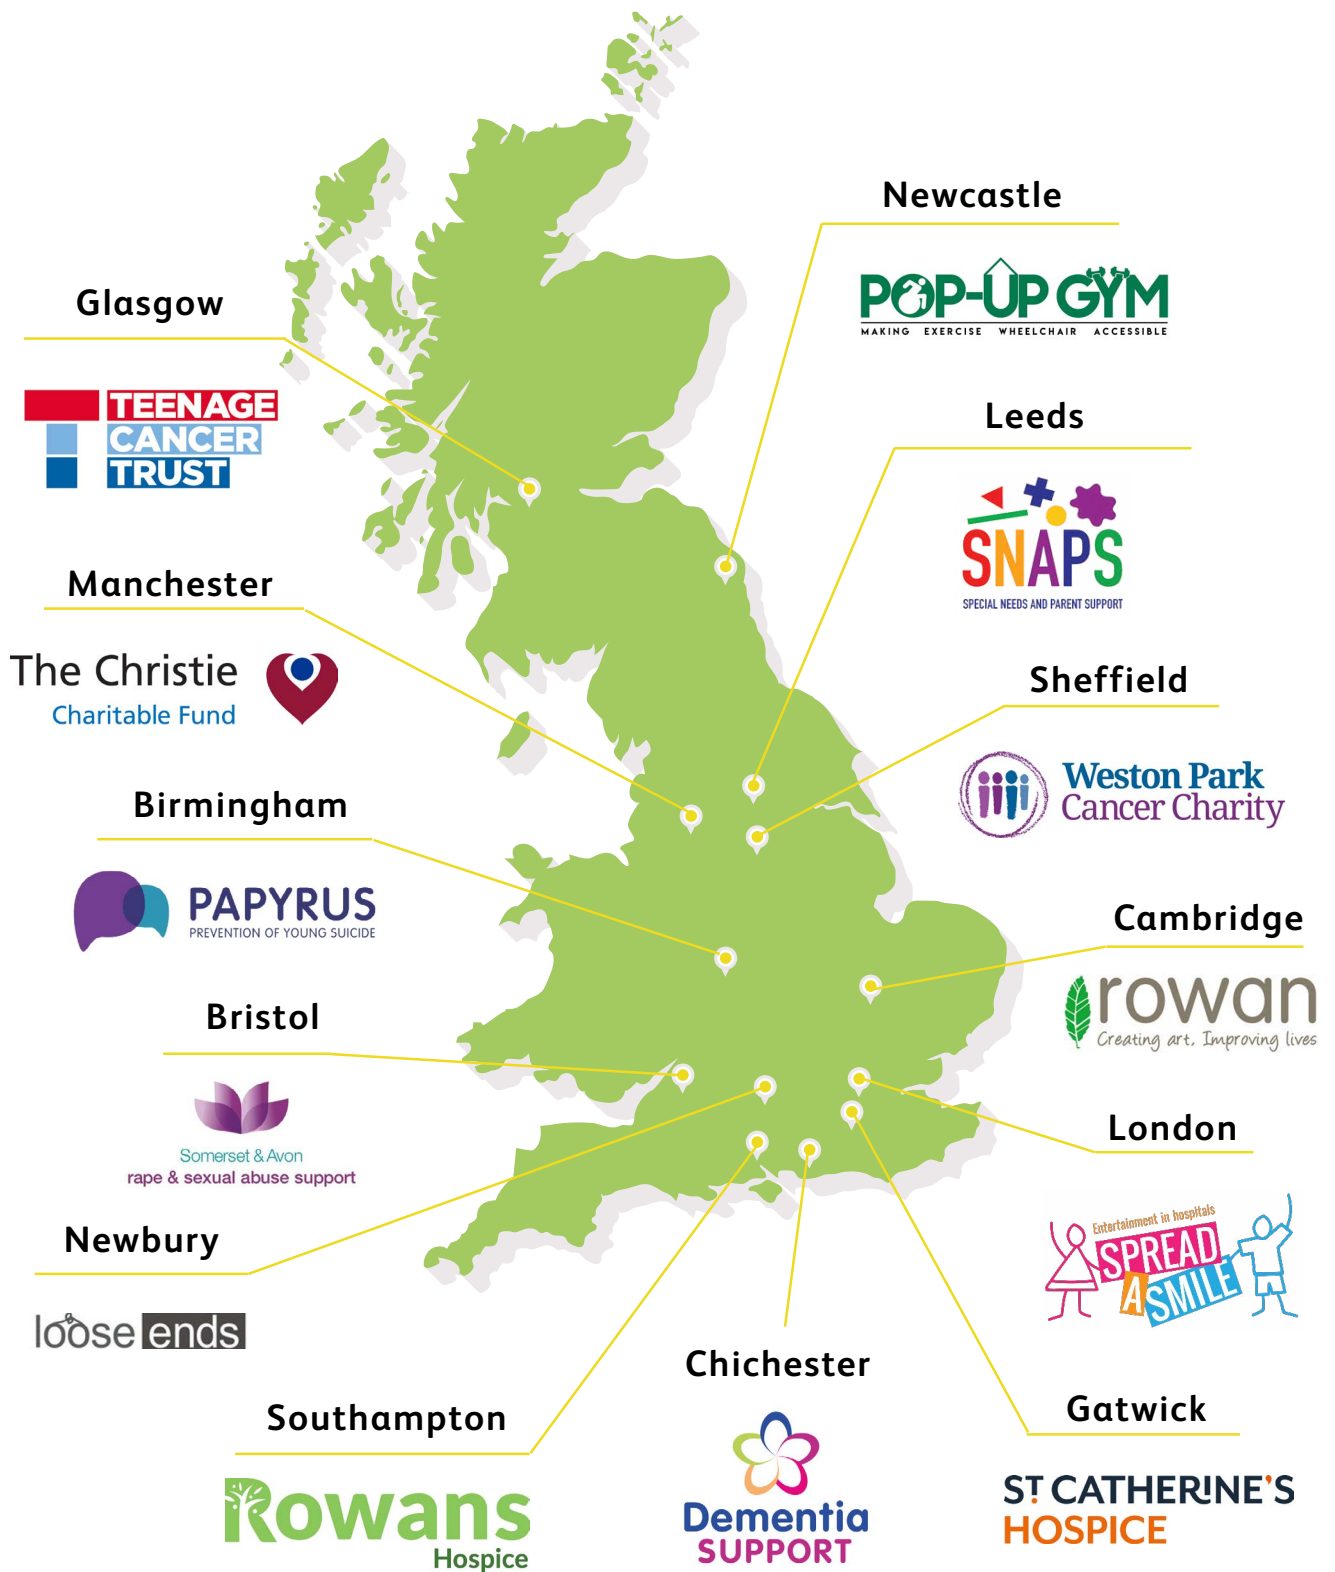 Newcastle
POP-UP GYM
MAKING EXERCISE WHEELCHAIR ACCESSIBLE
Glasgow
TEENAGE
CANCER
TRUST
Leeds
SNAPS
SPECIAL NEEDS AND PARENT SUPPORT
Manchester
The Christie
Charitable Fund
Sheffield
Weston Park
Cancer Charity
Birmingham
PAPYRUS
PREVENTION OF YOUNG SUICIDE
Cambridge
rowan
Creating art, Improving lives
Bristol
Somerset & Avon
rape & sexual abuse support
London
Entertainment in hospitals
SPREAD
A SMILE
Newbury
loose ends
Chichester
Dementia
SUPPORT
Southampton
Rowans
Hospice
Gatwick
ST CATHERINE'S
HOSPICE